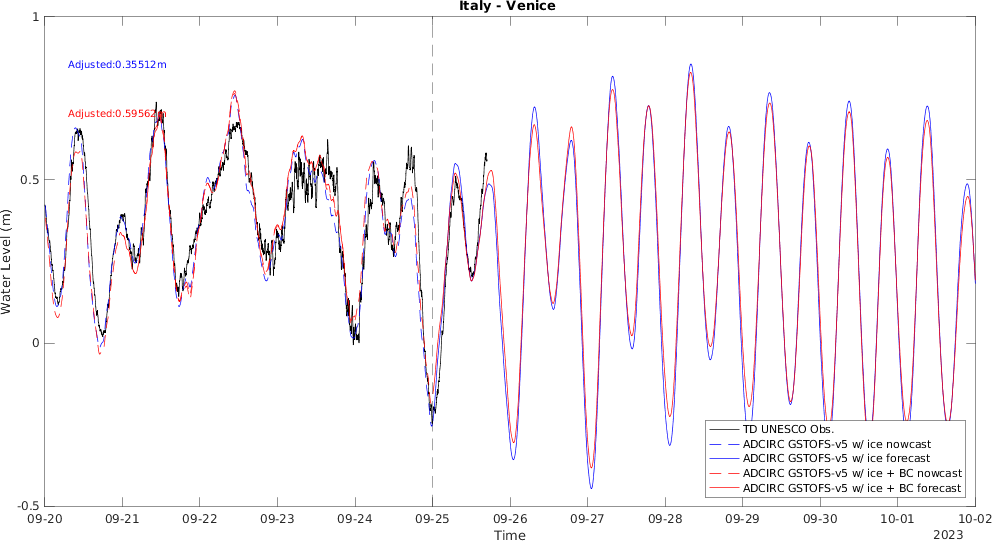 Italy - Venice
Adjusted:0.35512m
Adjusted:0.59562m
Water Level (m)
1
0.5
0
-0.5
09-20 09-21 09-22 09-23 09-24 09-25 09-26 09-27 09-28 09-29 09-30 10-01 10-02
Time
2023
TD UNESCO Obs.
ADCIRC GSTOFS-v5 w/ ice nowcast
ADCIRC GSTOFS-v5 w/ ice forecast
ADCIRC GSTOFS-v5 w/ ice + BC nowcast
ADCIRC GSTOFS-v5 w/ ice + BC forecast